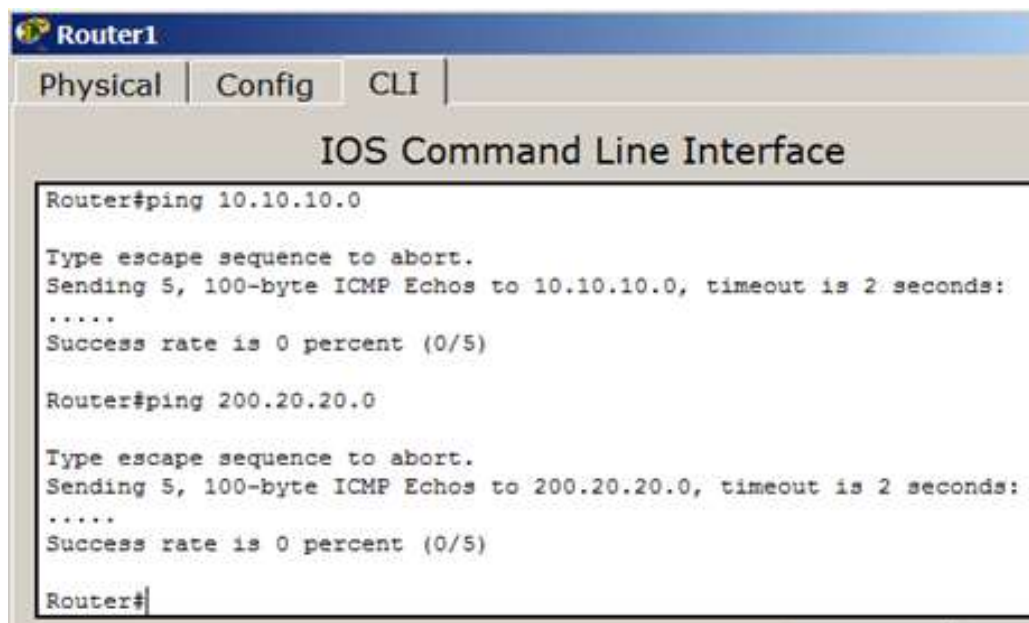 Router1
Physical Config CLI
IOS Command Line Interface
Router#ping 10.10.10.0
Type escape sequence to abort.
Sending 5, 100-byte ICMP Echos to 10.10.10.0, timeout is 2 seconds:
.....
Success rate is 0 percent (0/5)
Router#ping 200.20.20.0
Type escape sequence to abort.
Sending 5, 100-byte ICMP Echos to 200.20.20.0, timeout is 2 seconds:
.....
Success rate is 0 percent (0/5)
Router#